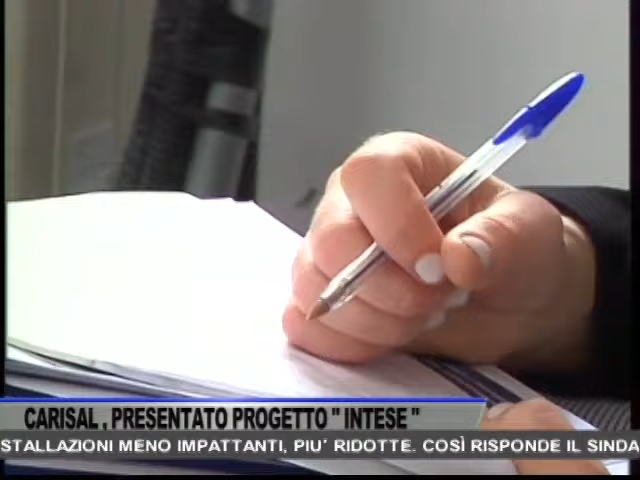 CARISAL , PRESENTATO PROGETTO " INTESE "
STALLAZIONI MENO IMPATTANTI, PIU' RIDOTTE. COSÌ RISPONDE IL SINDA